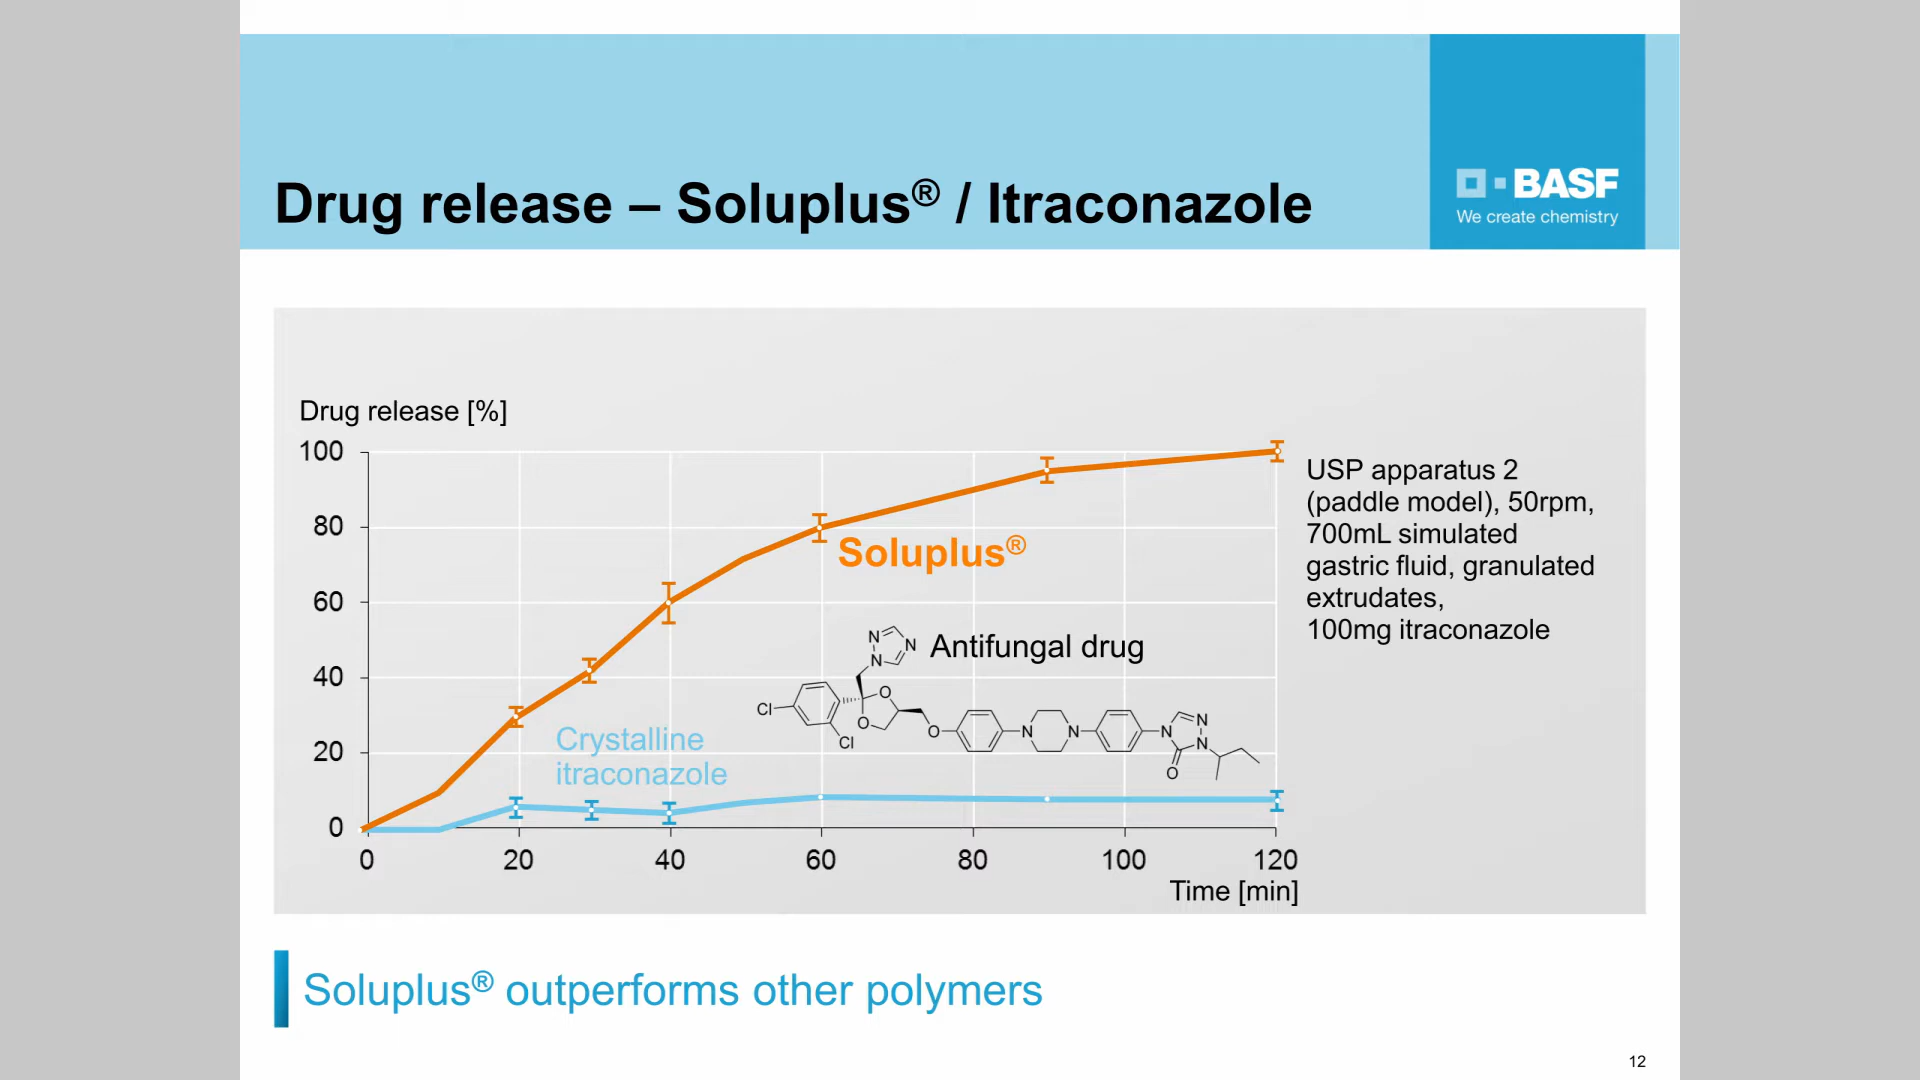 Drug release – Soluplus® / Itraconazole
BASF
We create chemistry
Drug release [%]
100
80
60
40
20
0
0 20 40 60 80 100 120
Time [min]
Soluplus®
Crystalline
itraconazole
Antifungal drug
N
N
N
O
O
Cl
Cl
O
N
N
N
N
N
O
USP apparatus 2
(paddle model), 50rpm,
700mL simulated
gastric fluid, granulated
extrudates,
100mg itraconazole
Soluplus® outperforms other polymers
12